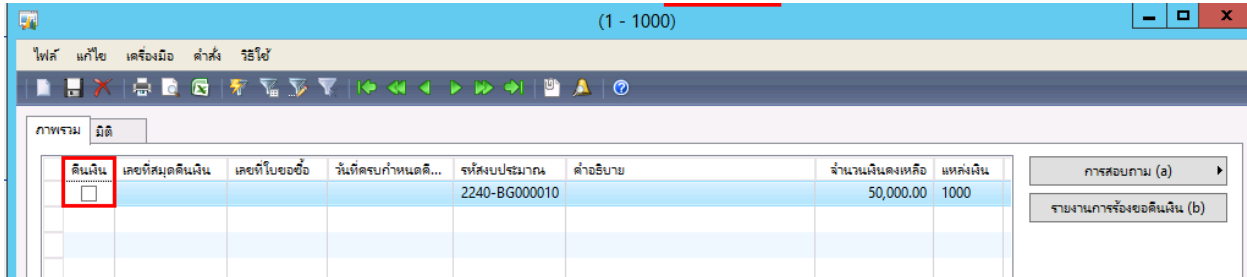 (1 - 1000)
ไฟล์ แก้ไข เครื่องมือ คำสั่ง วิธีใช้
ภาพรวม มิติ
คืนเงิน เลขที่สมุดคืนเงิน เลขที่ใบขอซื้อ วันที่ครบกำหนดคื... รหัสงบประมาณ คำอธิบาย จำนวนเงินคงเหลือ แหล่งเงิน
2240-BG000010 50,000.00 1000
การสอบถาม (a)
รายงานการร้องขอคืนเงิน (b)